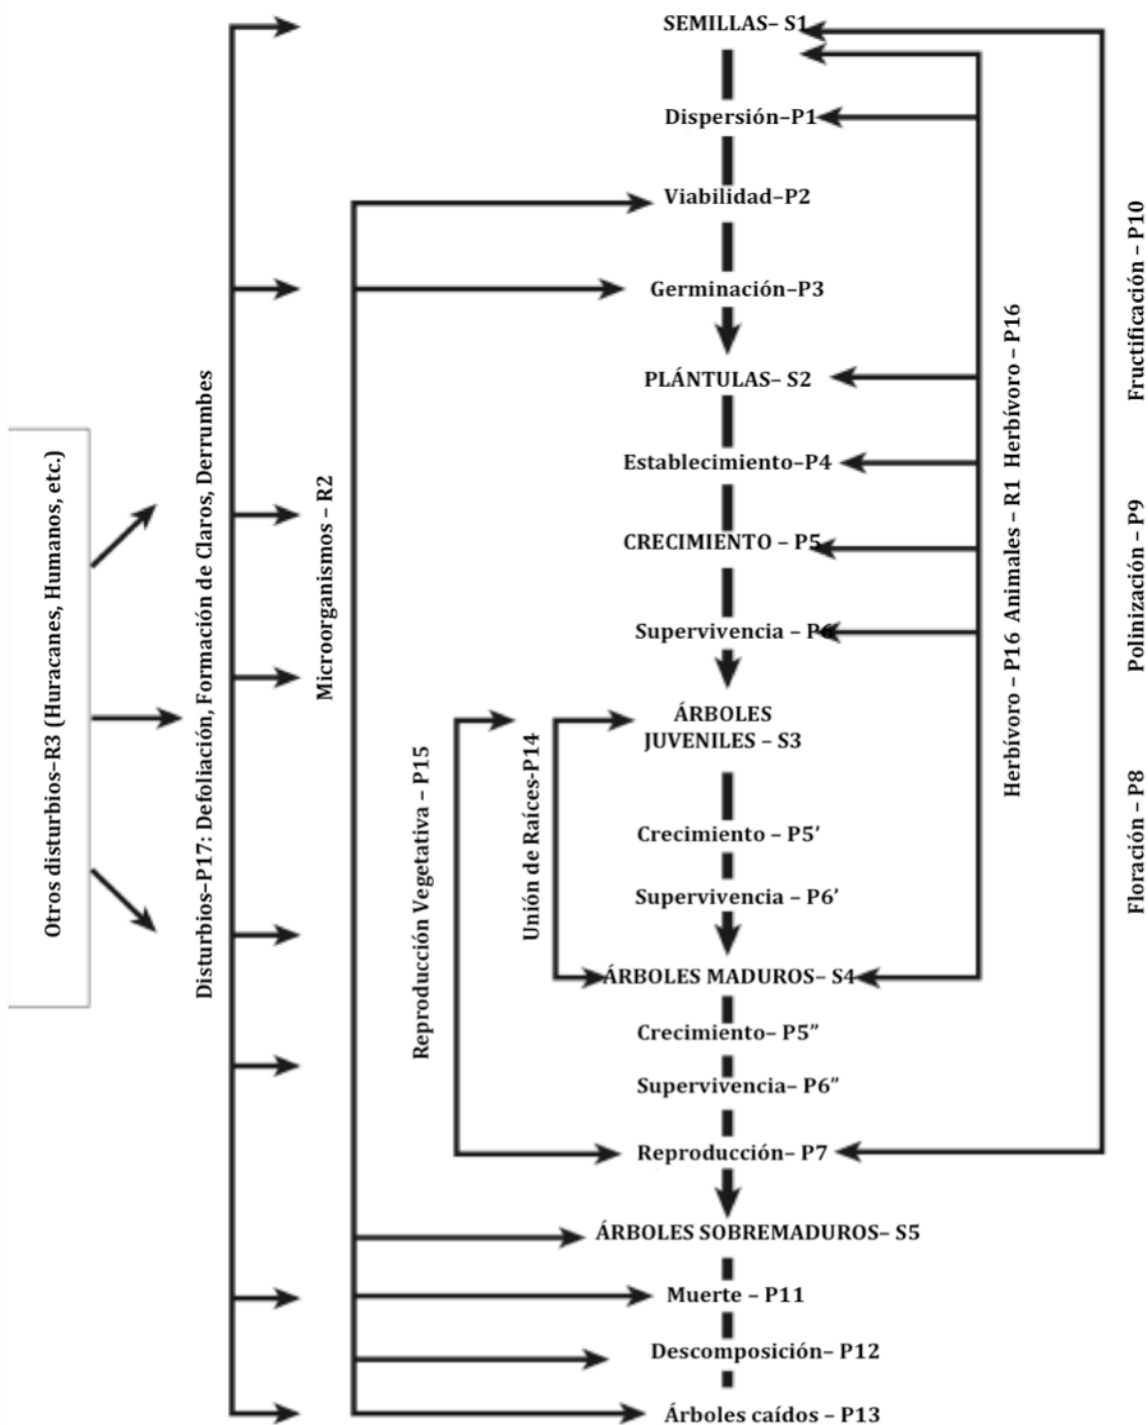 SEMILLAS– S1
Dispersión–P1
Viabilidad–P2
Germinación–P3
PLÁNTULAS– S2
Establecimiento–P4
CRECIMIENTO – P5
Supervivencia – P6
ÁRBOLES
JUVENILES – S3
Crecimiento – P5’
Supervivencia – P6’
ÁRBOLES MADUROS– S4
Crecimiento– P5”
Supervivencia– P6”
Reproducción– P7
ÁRBOLES SOBREMADUROS– S5
Muerte – P11
Descomposición– P12
Árboles caídos – P13
Otros disturbios–R3 (Huracanes, Humanos, etc.)
Disturbios–P17: Defoliación, Formación de Claros, Derrumbes
Microorganismos – R2
Reproducción Vegetativa – P15
Unión de Raíces-P14
Herbívoro – P16 Animales – R1 Herbívoro – P16
Floración – P8
Polinización – P9
Fructificación – P10